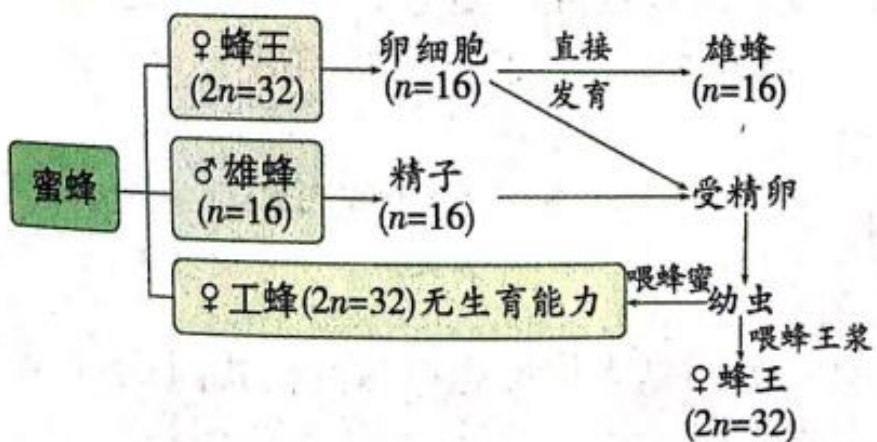 ♀蜂王
(2n=32)
卵细胞
(n=16)
直接
发育
雄蜂
(n=16)
蜜蜂
♂雄蜂
(n=16)
精子
(n=16)
受精卵
♀工蜂(2n=32)无生育能力
喂蜂蜜
幼虫
喂蜂王浆
♀蜂王
(2n=32)